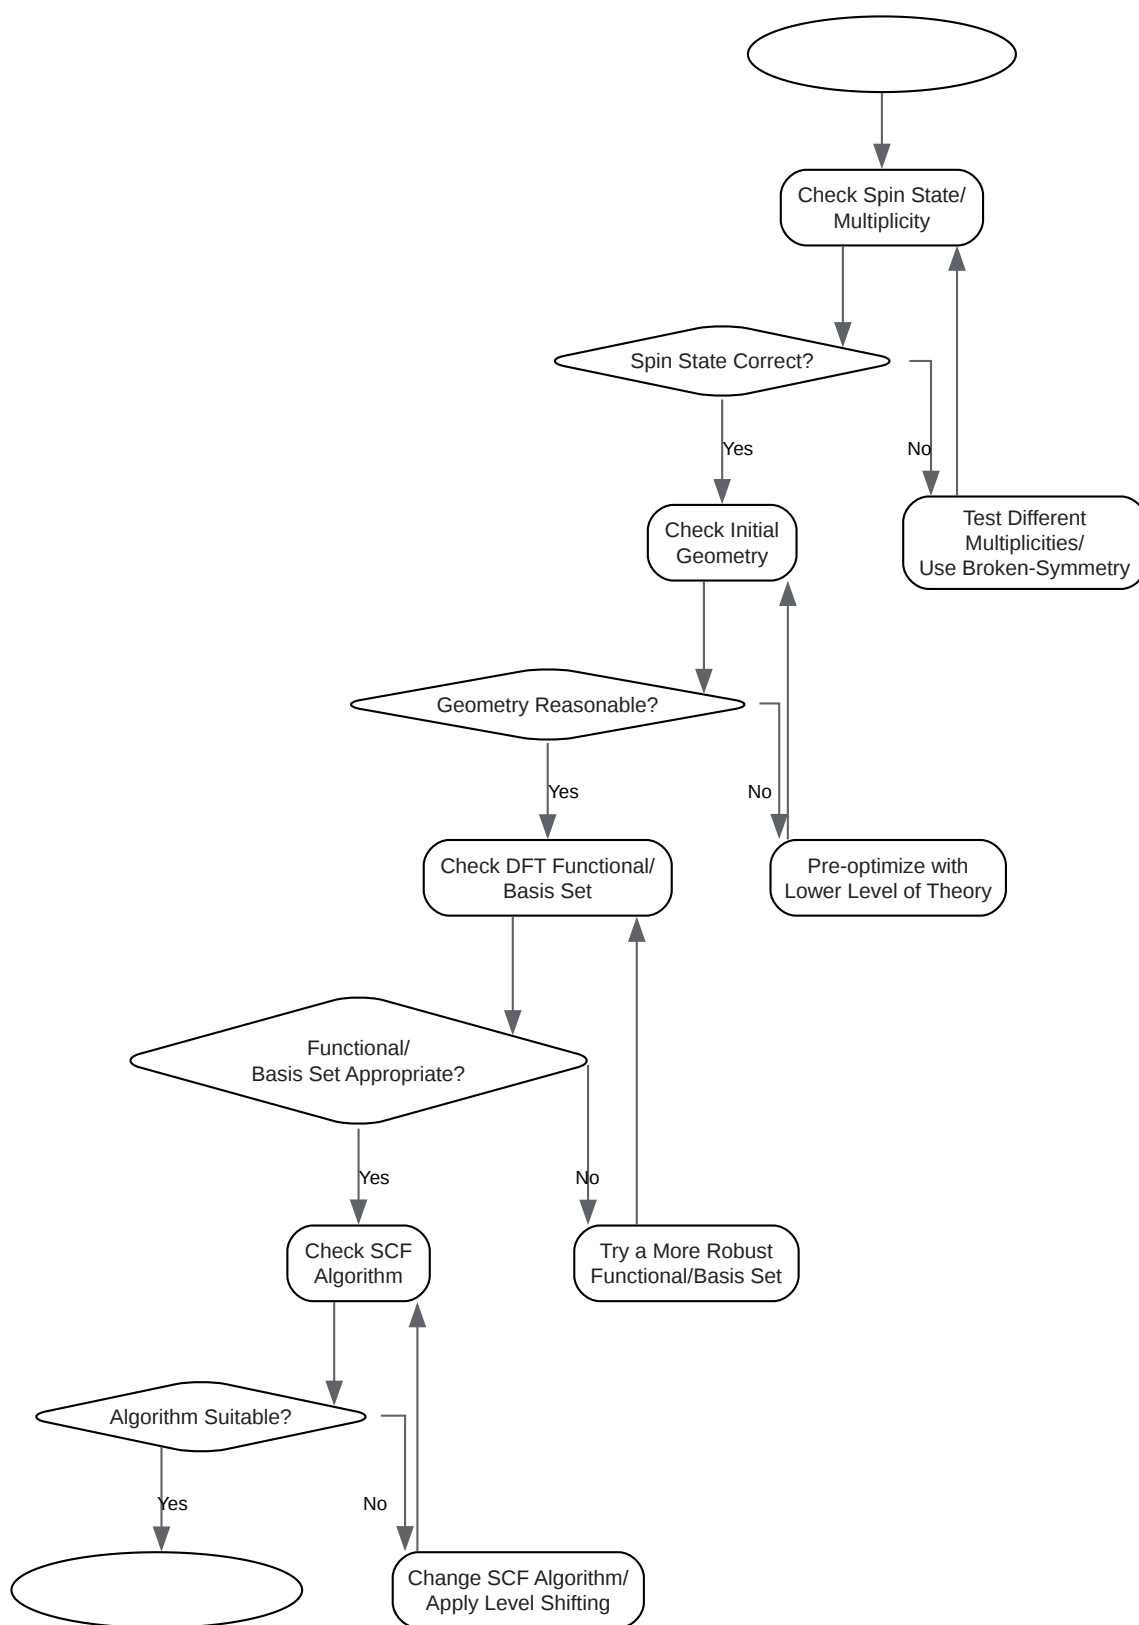 Check Spin State/
Multiplicity
Spin State Correct?
Yes
No
Check Initial
Geometry
Test Different
Multiplicities/
Use Broken-Symmetry
Geometry Reasonable?
Yes
No
Check DFT Functional/
Basis Set
Pre-optimize with
Lower Level of Theory
Functional/
Basis Set Appropriate?
Yes
No
Check SCF
Algorithm
Try a More Robust
Functional/Basis Set
Algorithm Suitable?
Yes
No
Change SCF Algorithm/
Apply Level Shifting